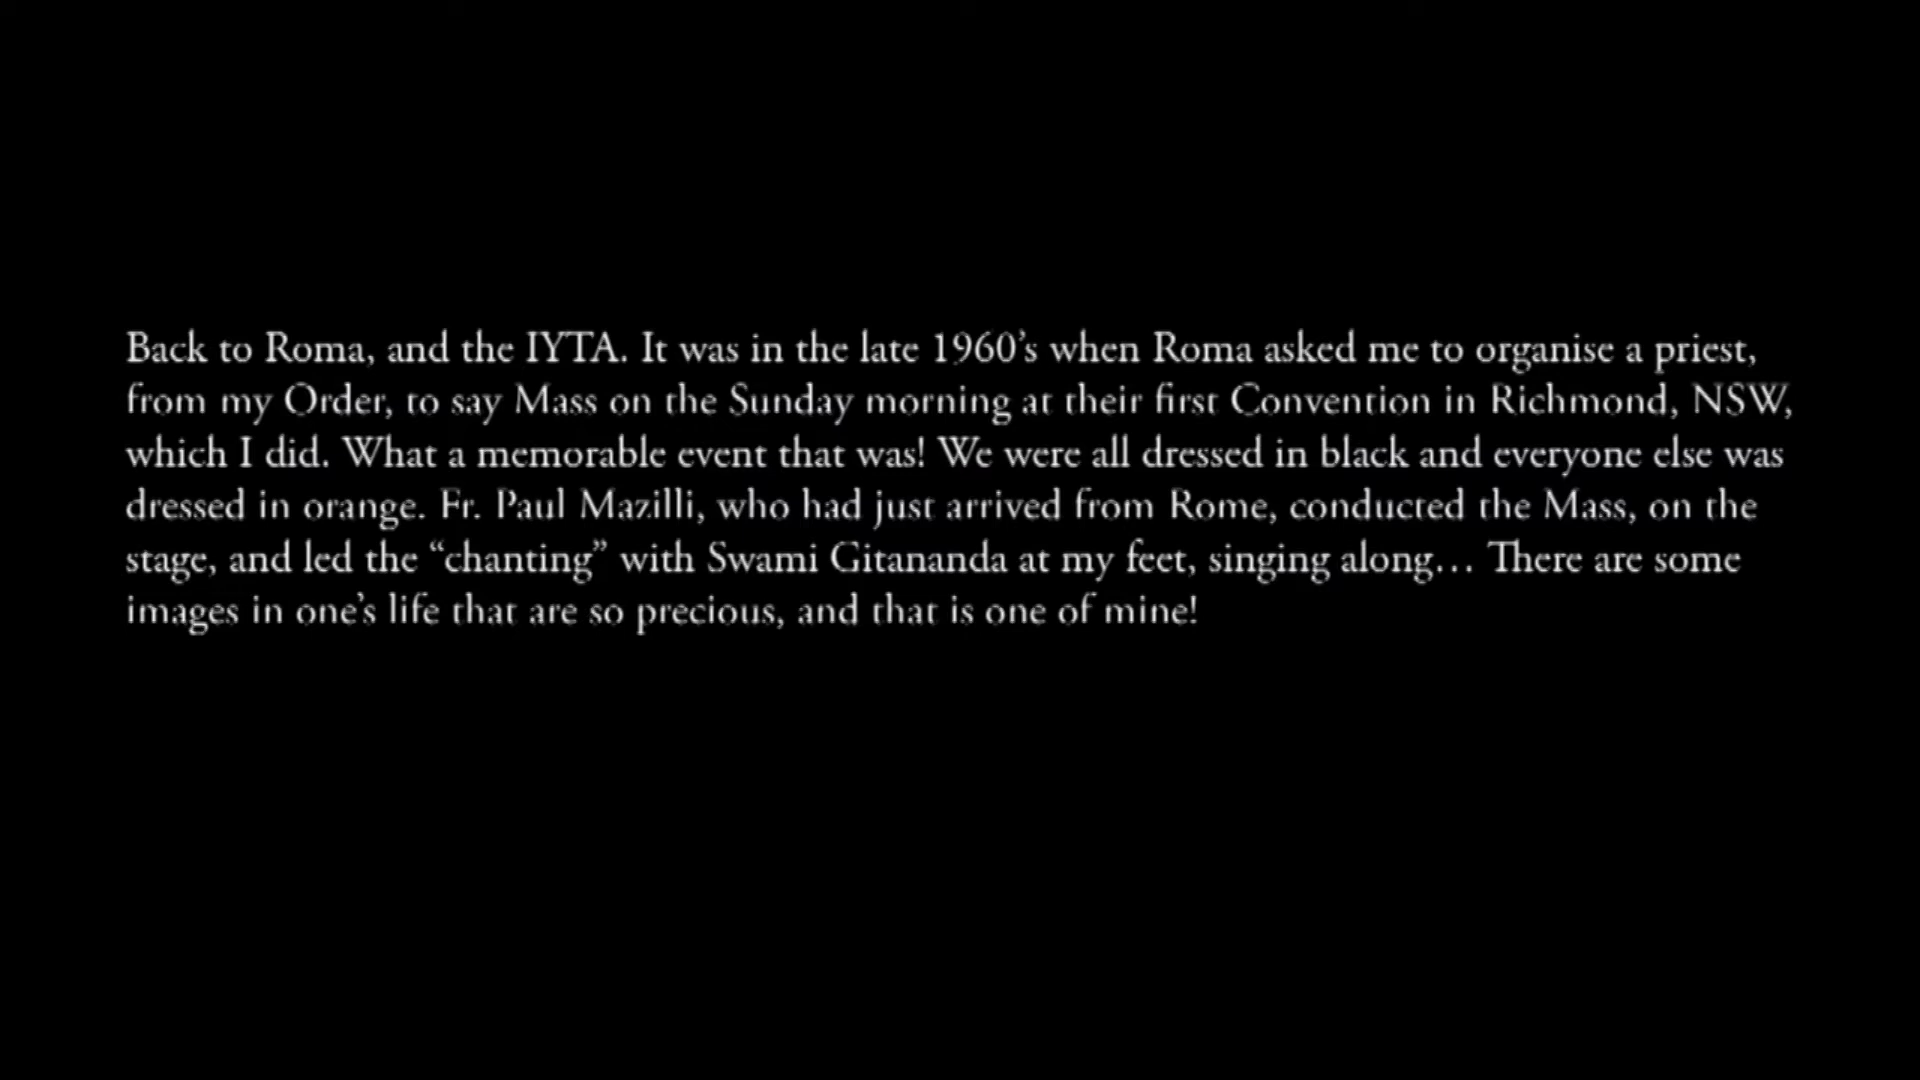 Back to Roma, and the IYTA. It was in the late 1960’s when Roma asked me to organise a priest,
from my Order, to say Mass on the Sunday morning at their first Convention in Richmond, NSW,
which I did. What a memorable event that was! We were all dressed in black and everyone else was
dressed in orange. Fr. Paul Mazilli, who had just arrived from Rome, conducted the Mass, on the
stage, and led the “chanting” with Swami Gitananda at my feet, singing along… There are some
images in one’s life that are so precious, and that is one of mine!